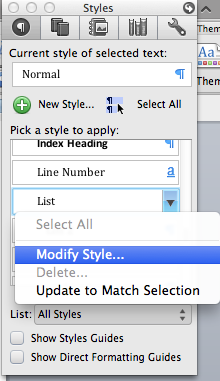 Styles
Current style of selected text:
Normal
New Style... Select All
Pick a style to apply:
Index Heading
Line Number a
List
Select All
Modify Style...
Delete...
Update to Match Selection
List: All Styles
Show Styles Guides
Show Direct Formatting Guides